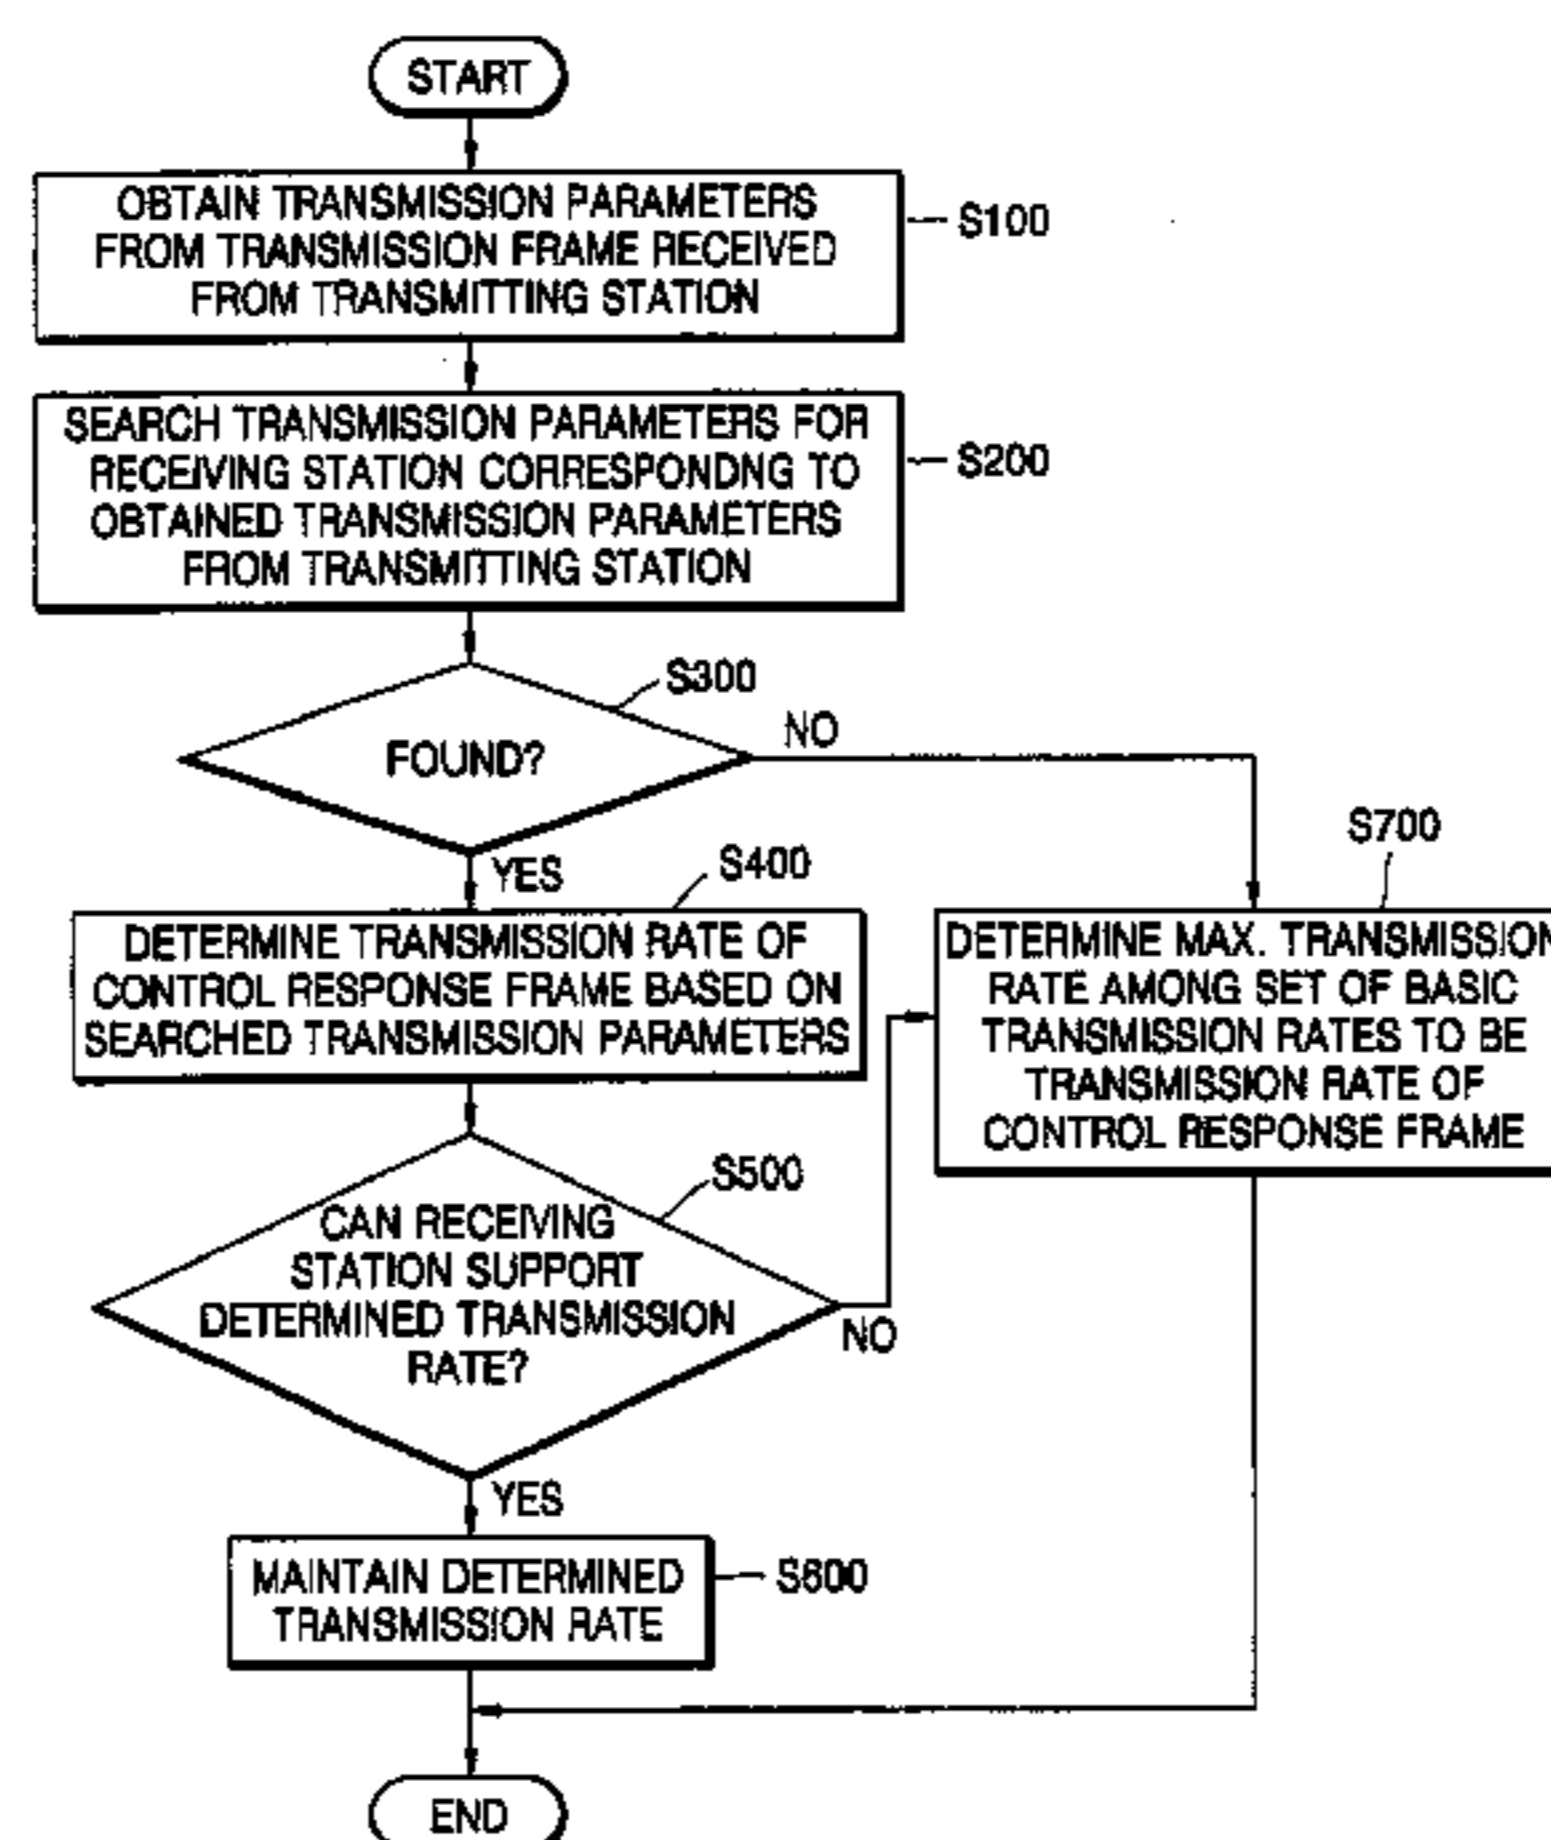 START
OBTAIN TRANSMISSION PARAMETERS
FROM TRANSMISSION FRAME RECEIVED
FROM TRANSMITTING STATION
S100
SEARCH TRANSMISSION PARAMETERS FOR
RECEIVING STATION CORRESPONDNG TO
OBTAINED TRANSMISSION PARAMETERS
FROM TRANSMITTING STATION
S200
S300
FOUND?
NO
YES
S400
DETERMINE TRANSMISSION RATE OF
CONTROL RESPONSE FRAME BASED ON
SEARCHED TRANSMISSION PARAMETERS
S700
DETERMINE MAX. TRANSMISSION
RATE AMONG SET OF BASIC
TRANSMISSION RATES TO BE
TRANSMISSION RATE OF
CONTROL RESPONSE FRAME
S500
CAN RECEIVING
STATION SUPPORT
DETERMINED TRANSMISSION
RATE?
NO
YES
MAINTAIN DETERMINED
TRANSMISSION RATE
S600
END